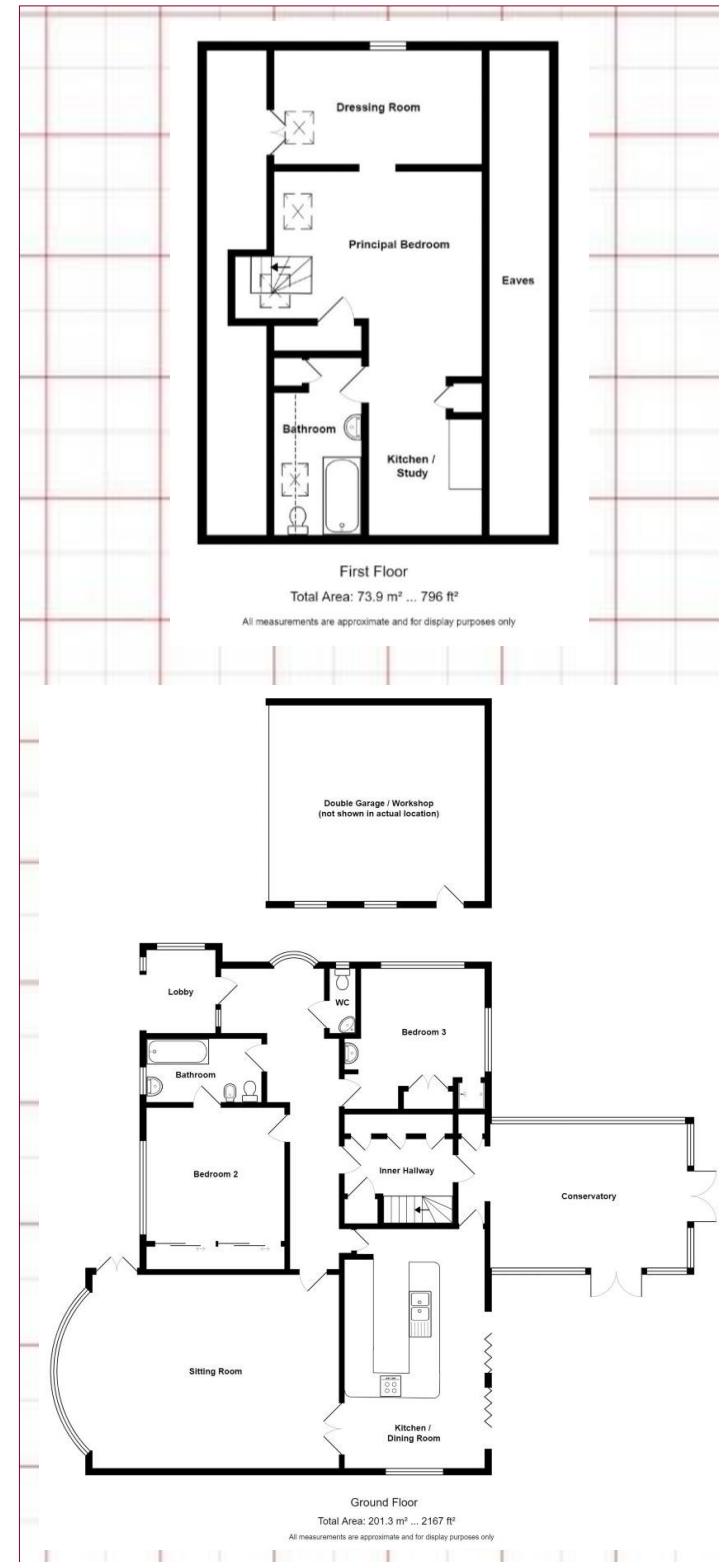 Dressing Room
Principal Bedroom
Eaves
Bathroom
Kitchen /
Study
First Floor
Total Area: 73.9 m² ... 796 ft²
All measurements are approximate and for display purposes only
Double Garage / Workshop
(not shown in actual location)
Lobby
WC
Bedroom 3
Bathroom
Inner Hallway
Bedroom 2
Conservatory
Sitting Room
Kitchen /
Dining Room
Ground Floor
Total Area: 201.3 m² ... 2167 ft²
All measurements are approximate and for display purposes only